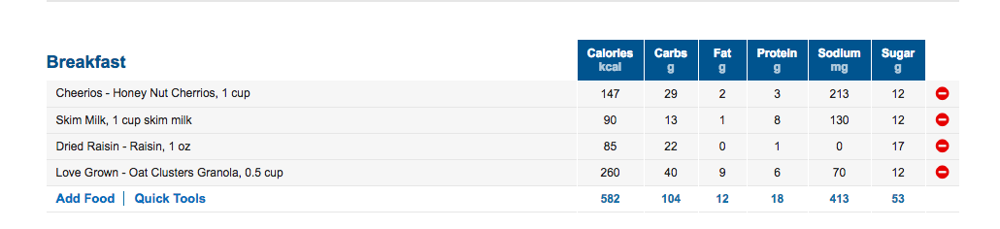 Breakfast Calories kcal Carbs g Fat g Protein g Sodium mg Sugar g
Cheerios - Honey Nut Cherrios, 1 cup 147 29 2 3 213 12
Skim Milk, 1 cup skim milk 90 13 1 8 130 12
Dried Raisin - Raisin, 1 oz 85 22 0 1 0 17
Love Grown - Oat Clusters Granola, 0.5 cup 260 40 9 6 70 12
Add Food | Quick Tools 582 104 12 18 413 53